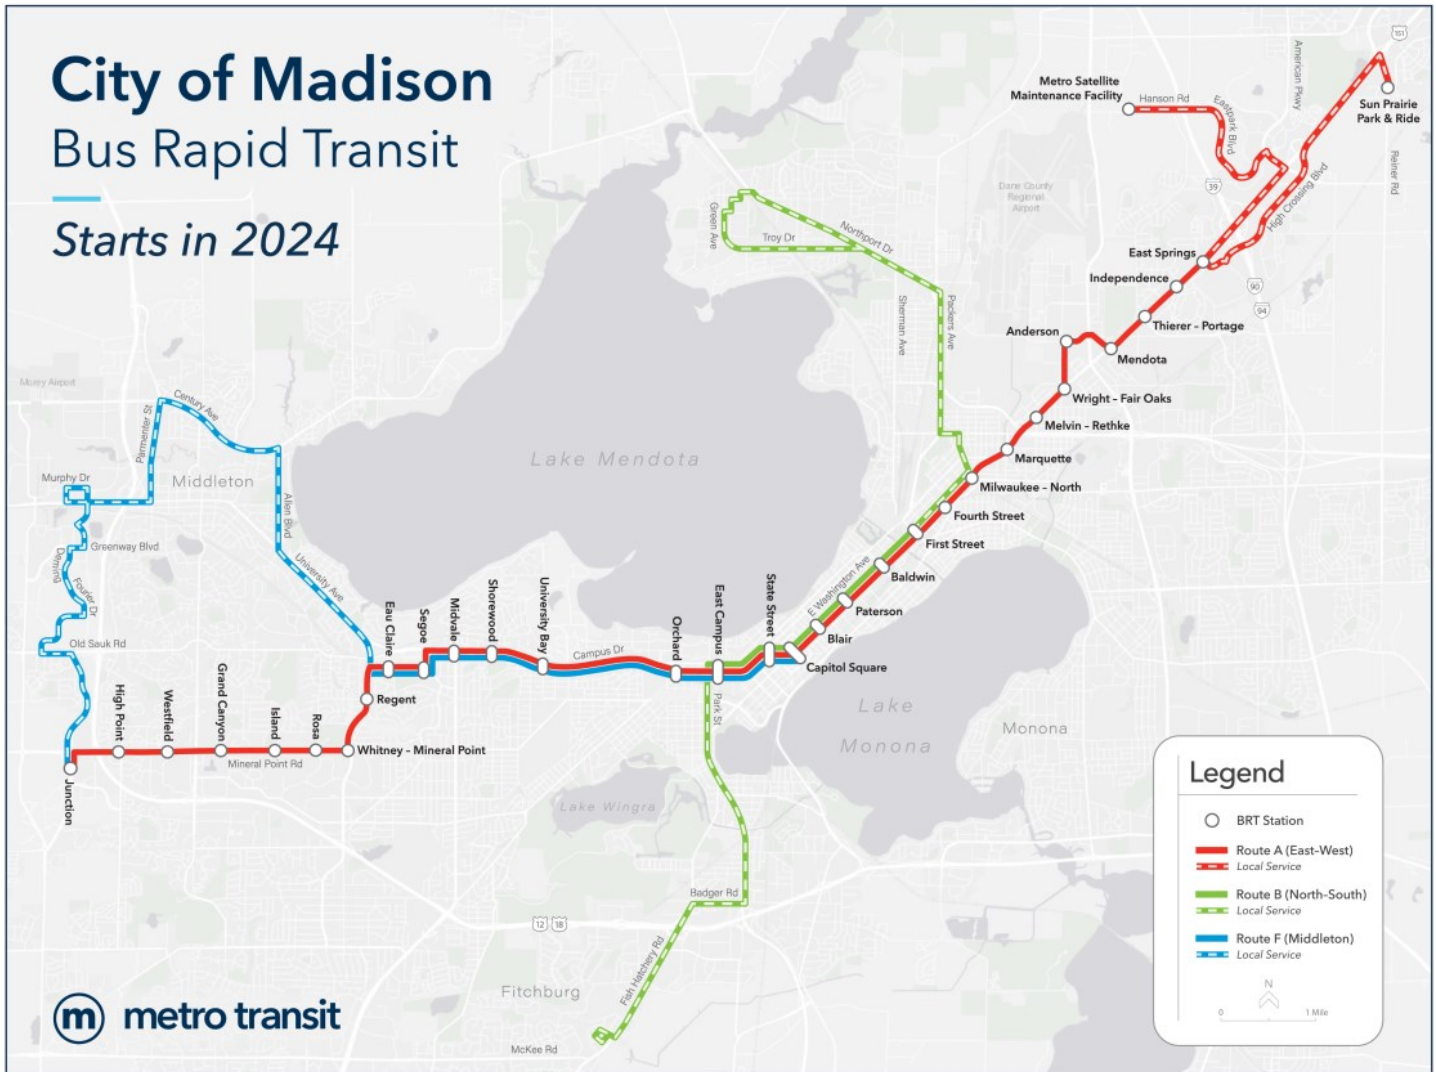 City of Madison
Bus Rapid Transit
Starts in 2024
Metro Satellite
Maintenance Facility
Hanson Rd
Eastpark Blvd
American Pkwy
151
Sun Prairie
Park & Ride
Reiner Rd
39
High Crossing Blvd
Dane County
Regional
Airport
Green Ave
Troy Dr
Northport Dr
East Springs
Independence
90
94
Sherman Ave
Packers Ave
Thierer – Portage
Anderson
Mendota
Wright – Fair Oaks
Melvin – Rethke
Marquette
Milwaukee – North
Fourth Street
First Street
Baldwin
Paterson
Blair
Capitol Square
E Washington Ave
Morey Airport
Century Ave
Parmenter St
Murphy Dr
Middleton
Lake Mendota
Allen Blvd
Greenway Blvd
Deming
Fourier Dr
University Ave
Old Sauk Rd
Eau Claire
Segoe
Midvale
Shorewood
University Bay
Campus Dr
Orchard
East Campus
State Street
Park St
Regent
High Point
Westfield
Grand Canyon
Island
Rosa
Whitney – Mineral Point
Mineral Point Rd
Junction
Lake
Monona
Monona
Lake Wingra
Badger Rd
12
18
Fish Hatchery Rd
Fitchburg
McKee Rd
m metro transit
Legend
BRT Station
Route A (East–West)
Local Service
Route B (North–South)
Local Service
Route F (Middleton)
Local Service
N
0
1 Mile